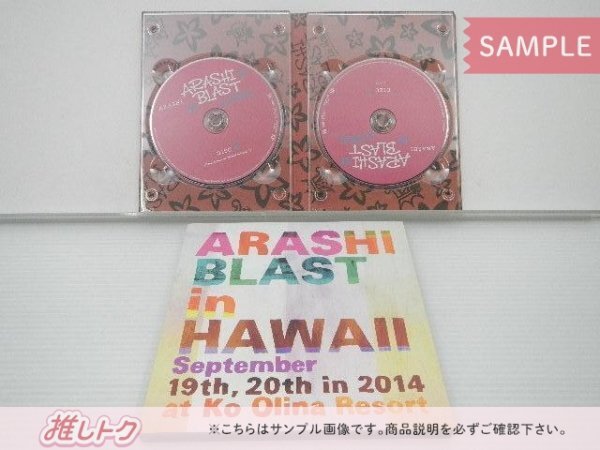 SAMPLE
ARASHI
BLAST
ARASHI
BLAST
ARASHI
BLAST
in
HAWAII
September
19th, 20th in 2014
at Ko Olina Resort
推しトク
※こちらはサンプル画像です。商品説明を必ずご確認下さい。